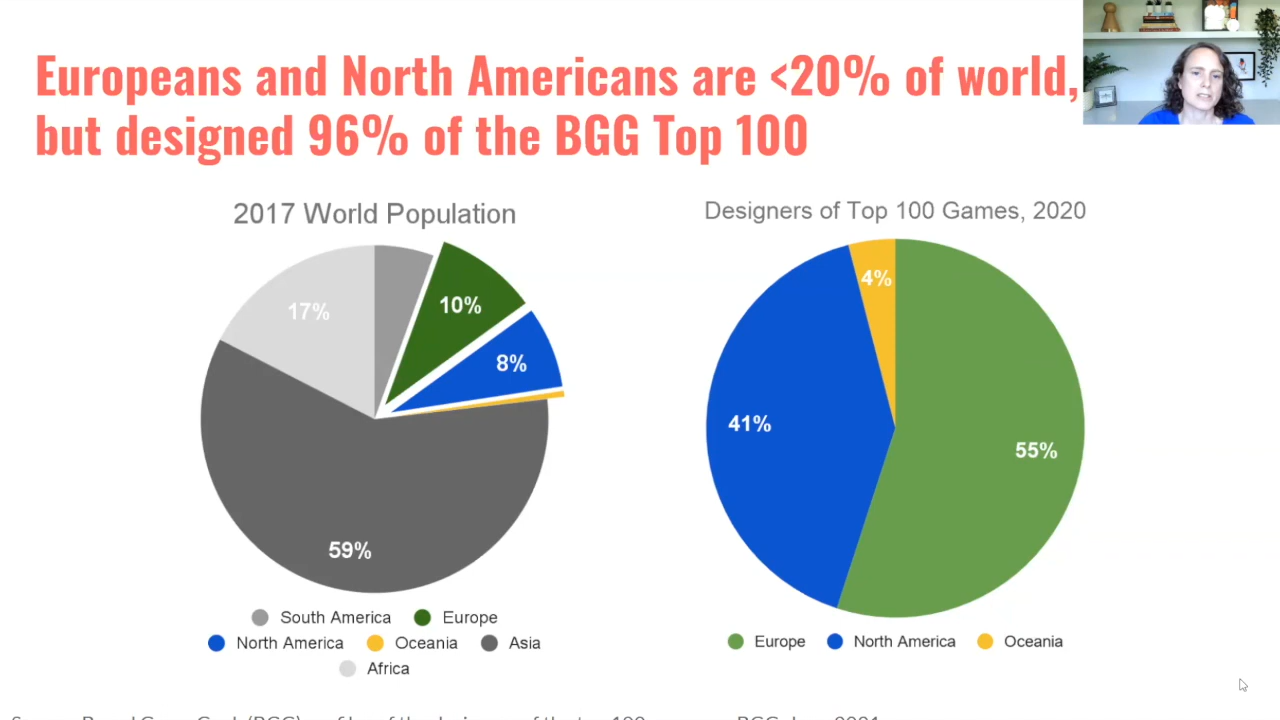 Europeans and North Americans are <20% of world,
but designed 96% of the BGG Top 100
2017 World Population
17%
10%
8%
59%
South America Europe
North America Oceania Asia
Africa
Designers of Top 100 Games, 2020
4%
41%
55%
Europe North America Oceania